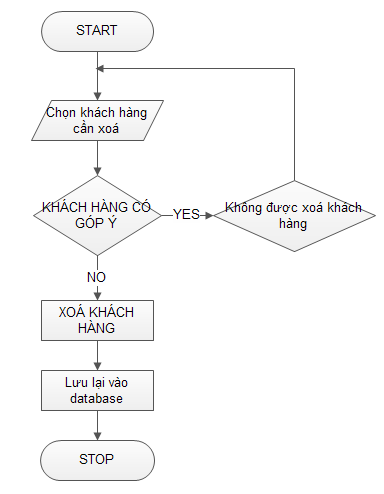 START
Chọn khách hàng
cần xoá
KHÁCH HÀNG CÓ
GÓP Ý
YES
Không được xoá khách
hàng
NO
XOÁ KHÁCH
HÀNG
Lưu lại vào
database
STOP